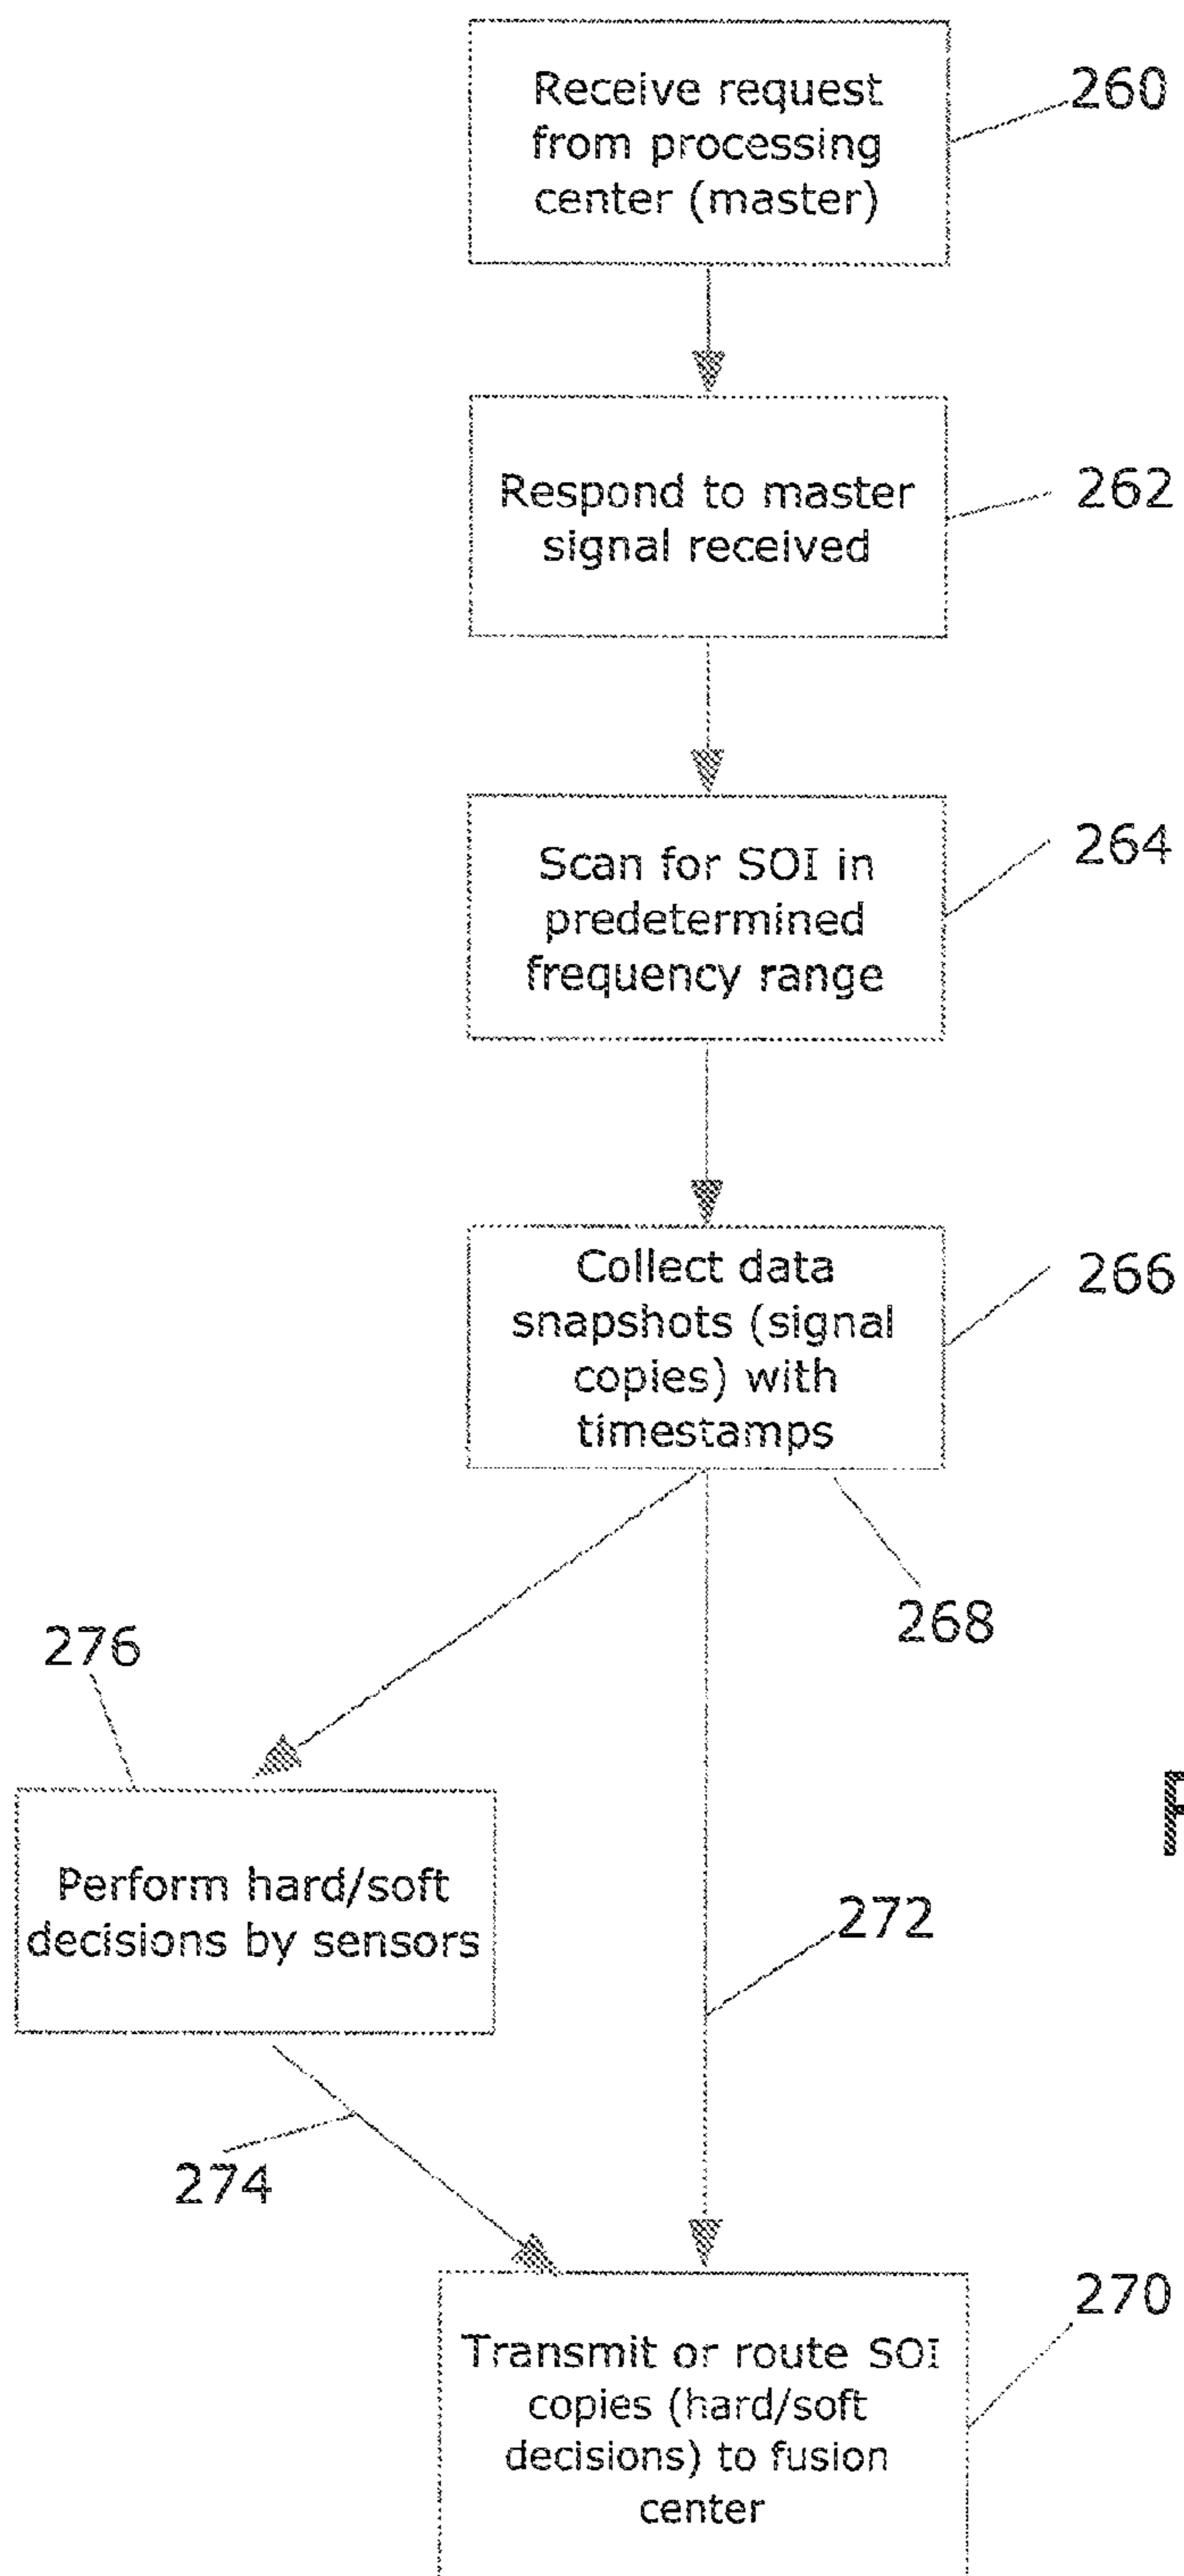 Receive request
from processing
center (master)
260
Respond to master
signal received
262
Scan for SOI in
predetermined
frequency range
264
Collect data
snapshots (signal
copies) with
timestamps
266
268
276
Perform hard/soft
decisions by sensors
272
274
270
Transmit or route SOI
copies (hard/soft
decisions) to fusion
center